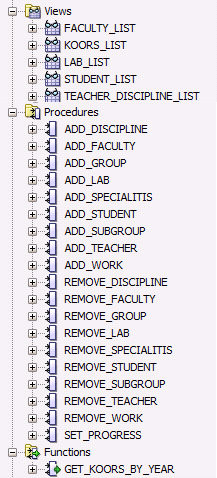 Views
FACULTY_LIST
KOORS_LIST
LAB_LIST
STUDENT_LIST
TEACHER_DISCIPLINE_LIST
Procedures
ADD_DISCIPLINE
ADD_FACULTY
ADD_GROUP
ADD_LAB
ADD_SPECIALITIS
ADD_STUDENT
ADD_SUBGROUP
ADD_TEACHER
ADD_WORK
REMOVE_DISCIPLINE
REMOVE_FACULTY
REMOVE_GROUP
REMOVE_LAB
REMOVE_SPECIALITIS
REMOVE_STUDENT
REMOVE_SUBGROUP
REMOVE_TEACHER
REMOVE_WORK
SET_PROGRESS
Functions
GET_KOORS_BY_YEAR